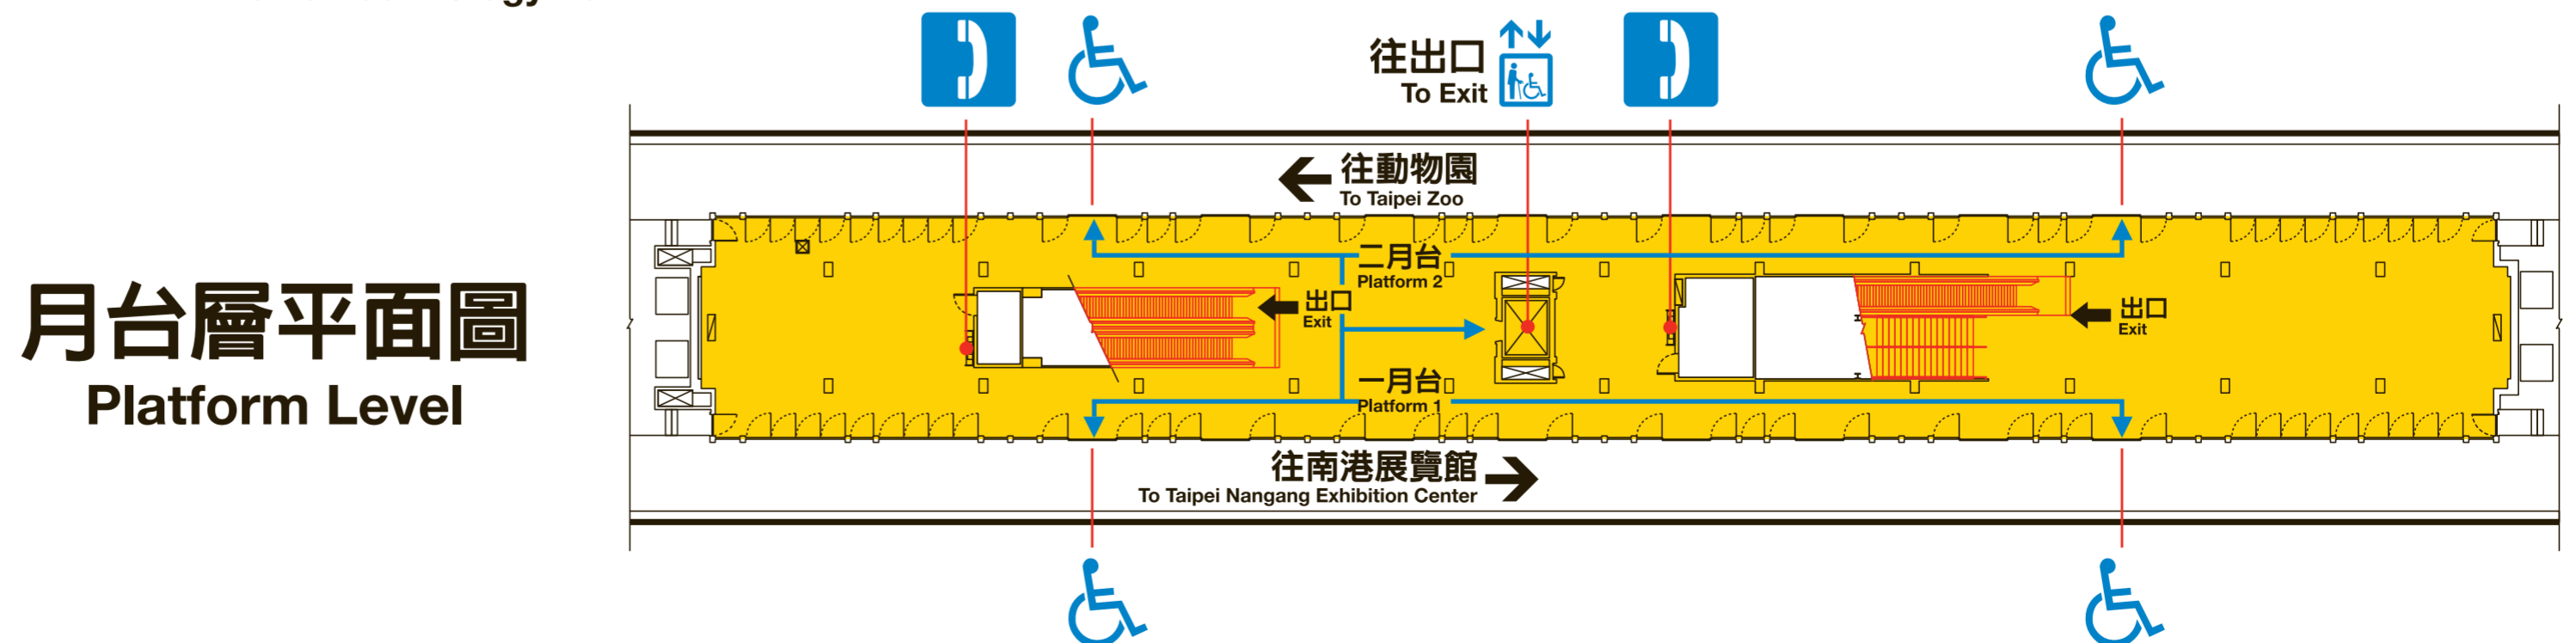 往出口
To Exit
往動物園
To Taipei Zoo
二月台
Platform 2
出口
Exit
出口
Exit
月台層平面圖
Platform Level
一月台
Platform 1
往南港展覽館
To Taipei Nangang Exhibition Center